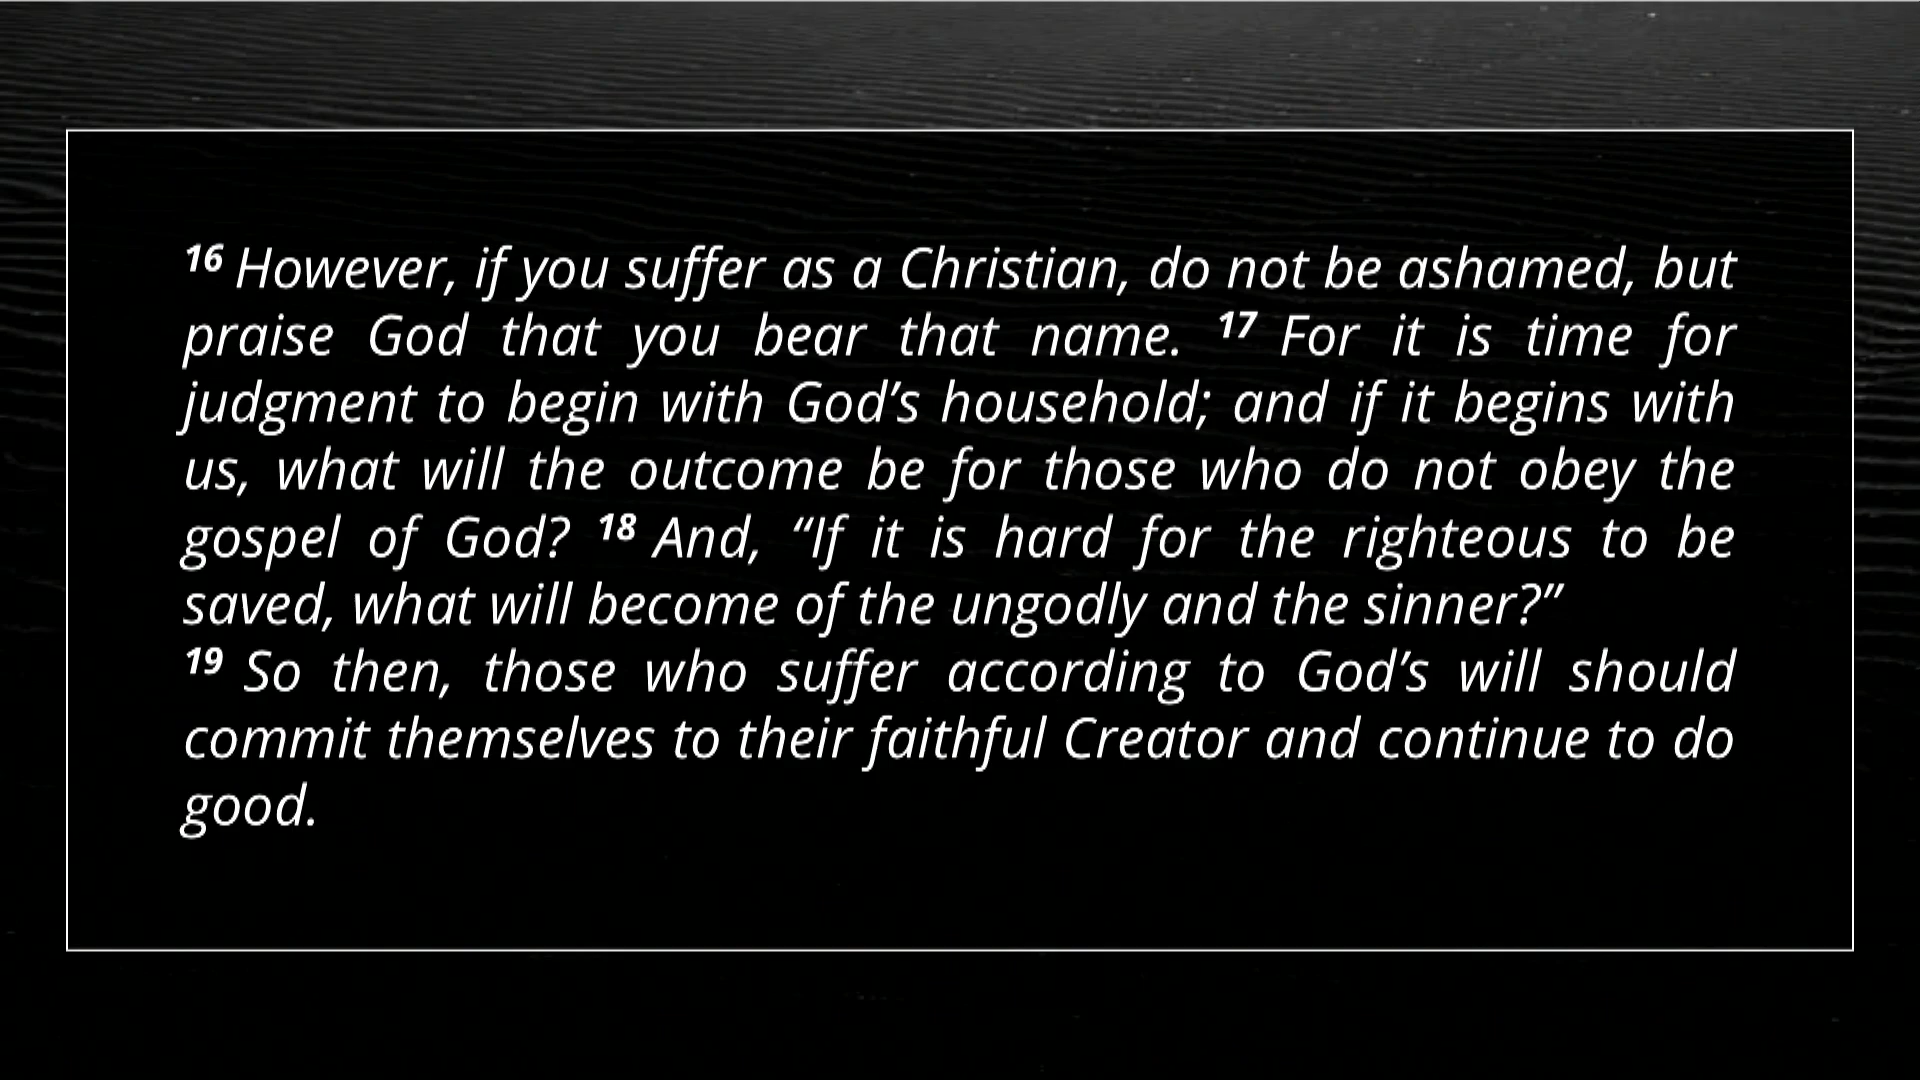 16 However, if you suffer as a Christian, do not be ashamed, but
praise God that you bear that name. 17 For it is time for
judgment to begin with God’s household; and if it begins with
us, what will the outcome be for those who do not obey the
gospel of God? 18 And, “If it is hard for the righteous to be
saved, what will become of the ungodly and the sinner?”
19 So then, those who suffer according to God’s will should
commit themselves to their faithful Creator and continue to do
good.